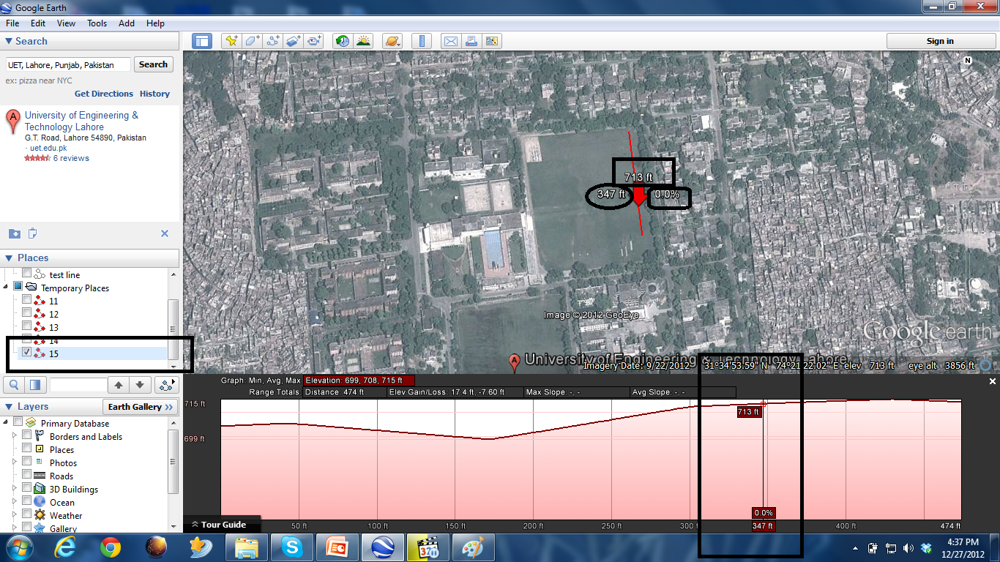 Google Earth
File Edit View Tools Add Help
Search
UET, Lahore, Punjab, Pakistan Search
ex: pizza near NYC
Get Directions History
A University of Engineering &
Technology Lahore
G.T. Road, Lahore 54890, Pakistan
· uet.edu.pk
6 reviews
Places
test line
Temporary Places
11
12
13
14
15
Layers Earth Gallery »
Primary Database
Borders and Labels
Places
Photos
Roads
3D Buildings
Ocean
Weather
Gallery
Sign in
N
713 ft
347 ft 0.0%
Image © 2012 GeoEye
Google earth
A University of Engineering & Technology Lahore
Imagery Date: 9/22/2012 31°34'53.59" N 74°21'22.02" E elev 713 ft eye alt 3856 ft
Graph: Min, Avg, Max Elevation: 699, 708, 715 ft
Range Totals Distance: 474 ft Elev Gain/Loss: 17.4 ft, -7.60 ft Max Slope: -, - Avg Slope: -, -
715 ft
713 ft
699 ft
0.0%
Tour Guide
50 ft 100 ft 150 ft 200 ft 250 ft 300 347 ft 400 ft 474 ft
4:37 PM
12/27/2012